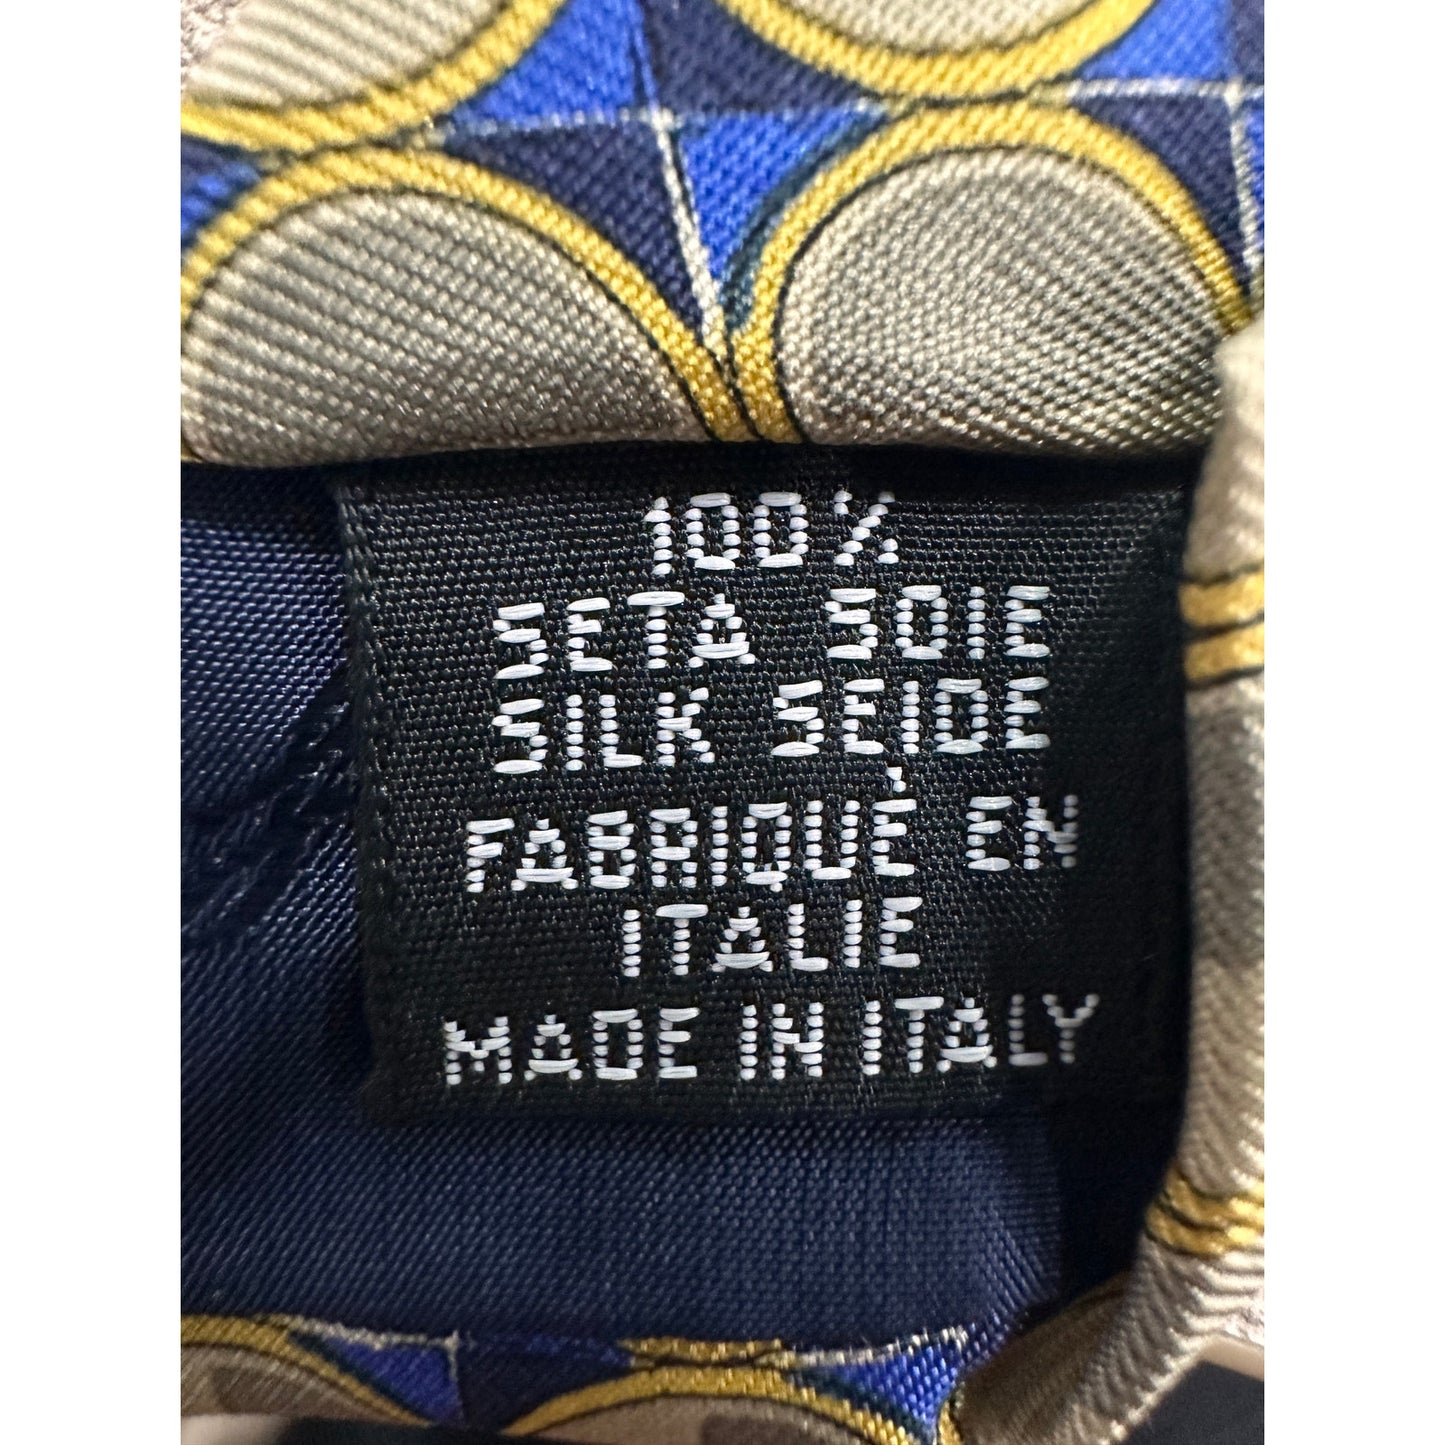 100%
SETA SOIE
SILK SEIDE
FABRIQUÉ EN
ITALIE
MADE IN ITALY